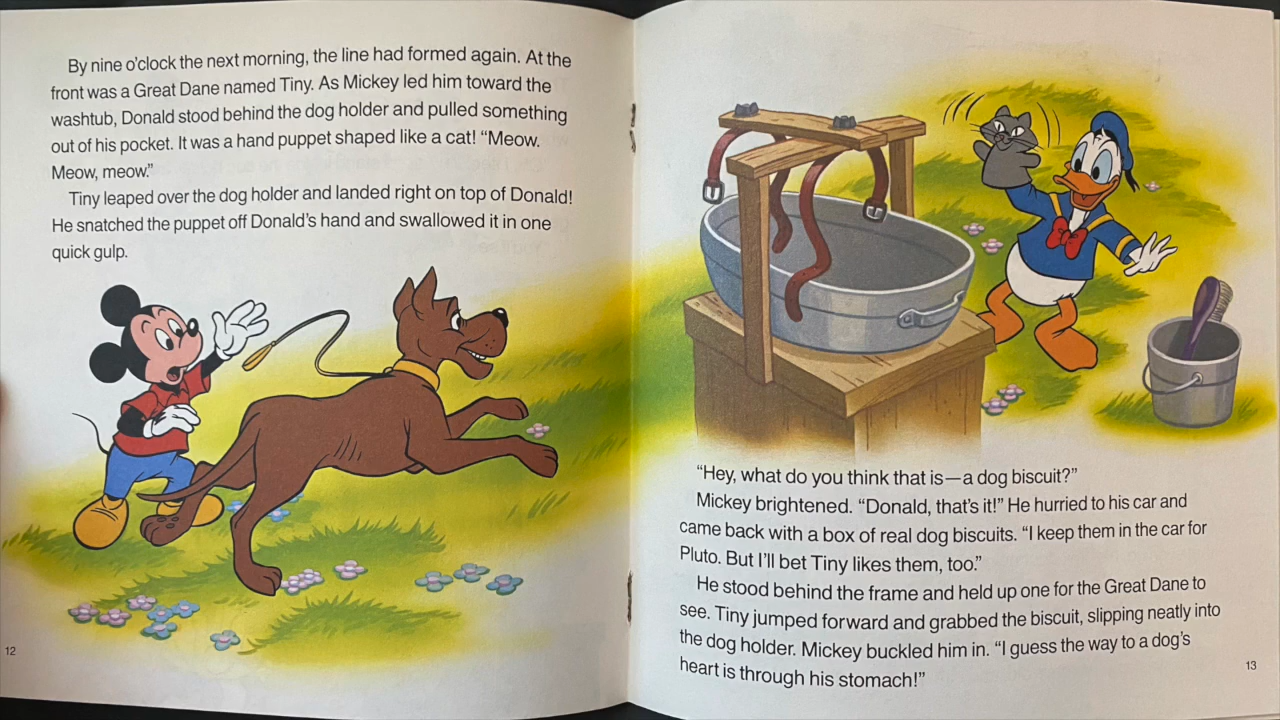 By nine o'clock the next morning, the line had formed again. At the
front was a Great Dane named Tiny. As Mickey led him toward the
washtub, Donald stood behind the dog holder and pulled something
out of his pocket. It was a hand puppet shaped like a cat! “Meow.
Meow, meow.”
Tiny leaped over the dog holder and landed right on top of Donald!
He snatched the puppet off Donald's hand and swallowed it in one
quick gulp.
12
“Hey, what do you think that is—a dog biscuit?”
Mickey brightened. “Donald, that's it!” He hurried to his car and
came back with a box of real dog biscuits. “I keep them in the car for
Pluto. But I'll bet Tiny likes them, too.”
He stood behind the frame and held up one for the Great Dane to
see. Tiny jumped forward and grabbed the biscuit, slipping neatly into
the dog holder. Mickey buckled him in. “I guess the way to a dog's
heart is through his stomach!”
13